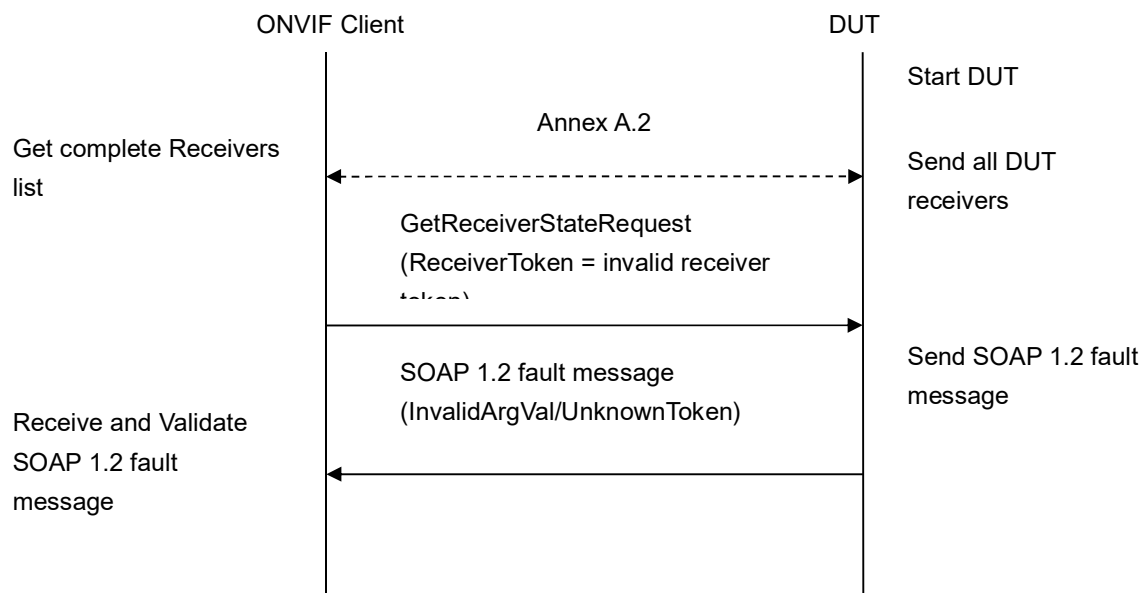 ONVIF Client
DUT
Start DUT
Annex A.2
Get complete Receivers
list
Send all DUT
receivers
GetReceiverStateRequest
(ReceiverToken = invalid receiver
token)
Send SOAP 1.2 fault
message
SOAP 1.2 fault message
(InvalidArgVal/UnknownToken)
Receive and Validate
SOAP 1.2 fault
message